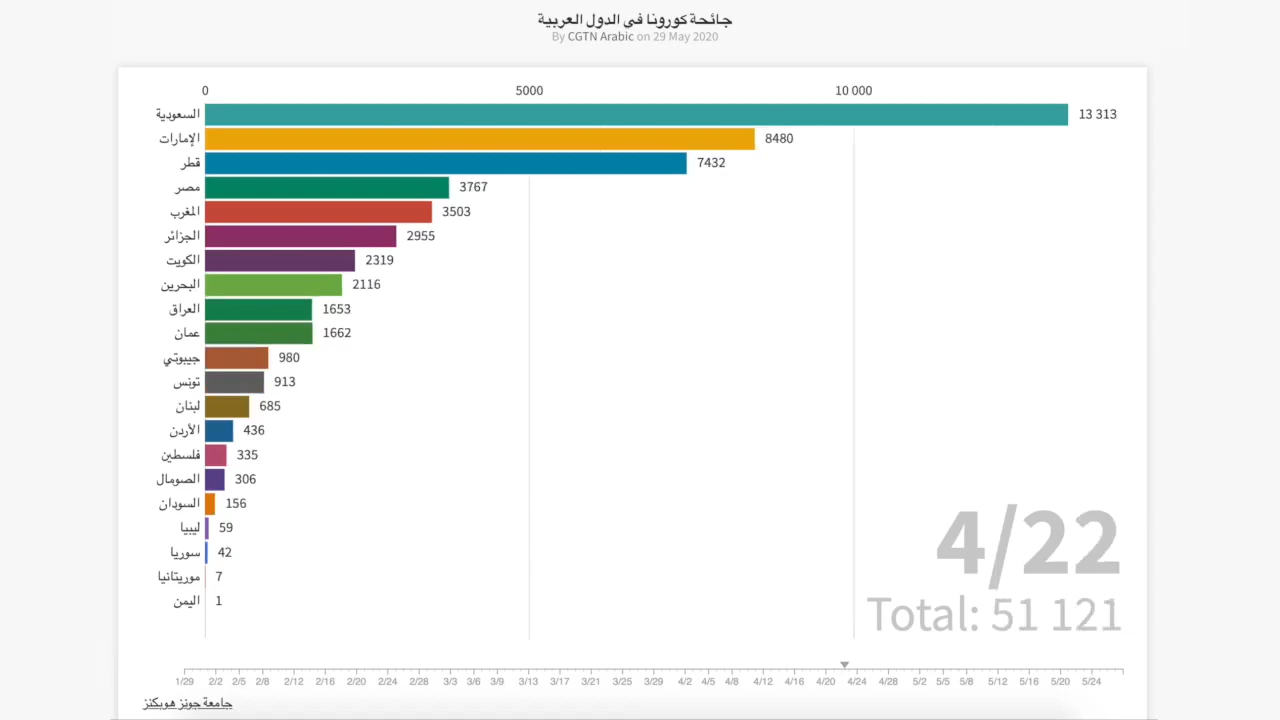 جائحة كورونا في الدول العربية
By CGTN Arabic on 29 May 2020
0 5000 10 000
السعودية 13 313
الإمارات 8480
قطر 7432
مصر 3767
المغرب 3503
الجزائر 2955
الكويت 2319
البحرين 2116
العراق 1653
عمان 1662
جيبوتي 980
تونس 913
لبنان 685
الأردن 436
فلسطين 335
الصومال 306
السودان 156
ليبيا 59
سوريا 42
موريتانيا 7
اليمن 1
4/22
Total: 51 121
1/29 2/2 2/5 2/8 2/12 2/16 2/20 2/24 2/28 3/3 3/6 3/9 3/13 3/17 3/21 3/25 3/29 4/2 4/5 4/8 4/12 4/16 4/20 4/24 4/28 5/2 5/5 5/8 5/12 5/16 5/20 5/24
جامعة جونز هوبكنز